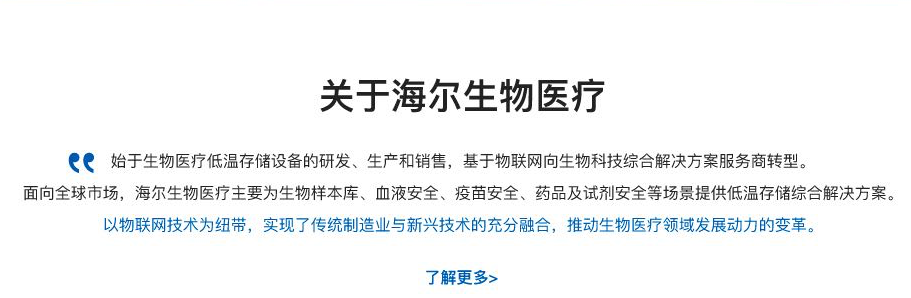 关于海尔生物医疗
始于生物医疗低温存储设备的研发、生产和销售，基于物联网向生物科技综合解决方案服务商转型。
面向全球市场，海尔生物医疗主要为生物样本库、血液安全、疫苗安全、药品及试剂安全等场景提供低温存储综合解决方案。
以物联网技术为纽带，实现了传统制造业与新兴技术的充分融合，推动生物医疗领域发展动力的变革。
了解更多>